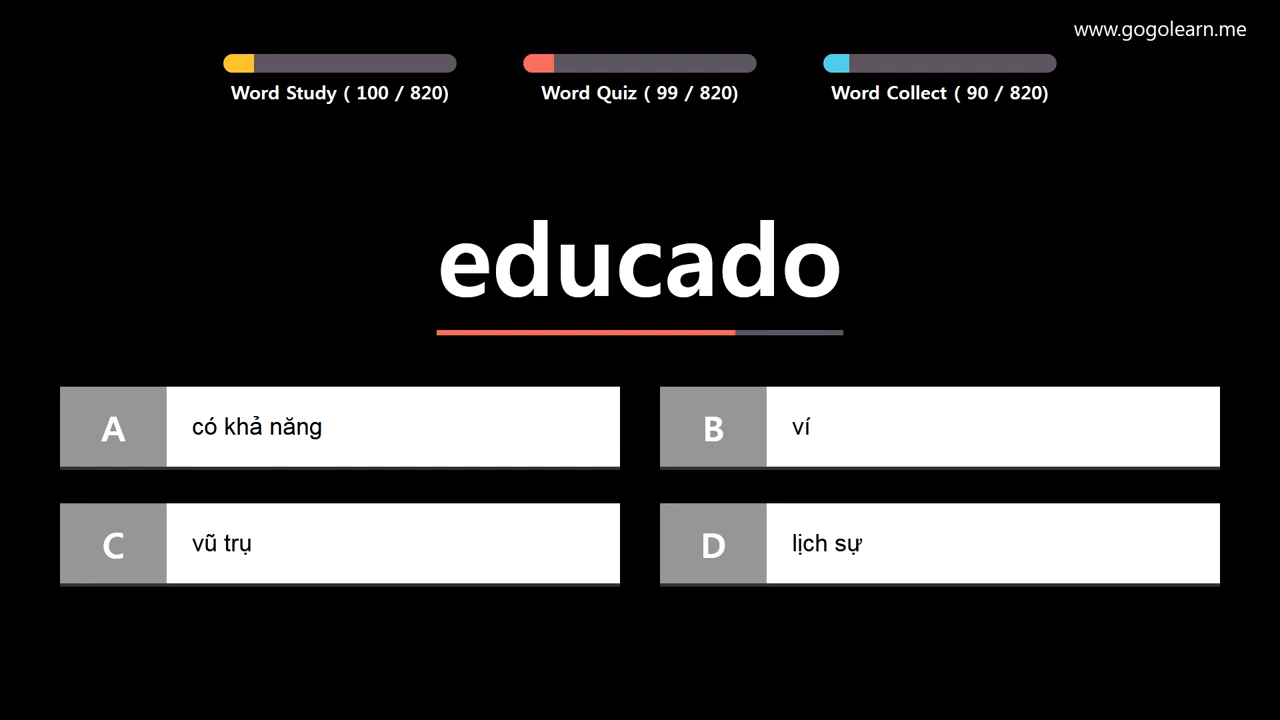 www.gogolearn.me
Word Study ( 100 / 820)
Word Quiz ( 99 / 820)
Word Collect ( 90 / 820)
educado
A có khả năng
B ví
C vũ trụ
D lịch sự